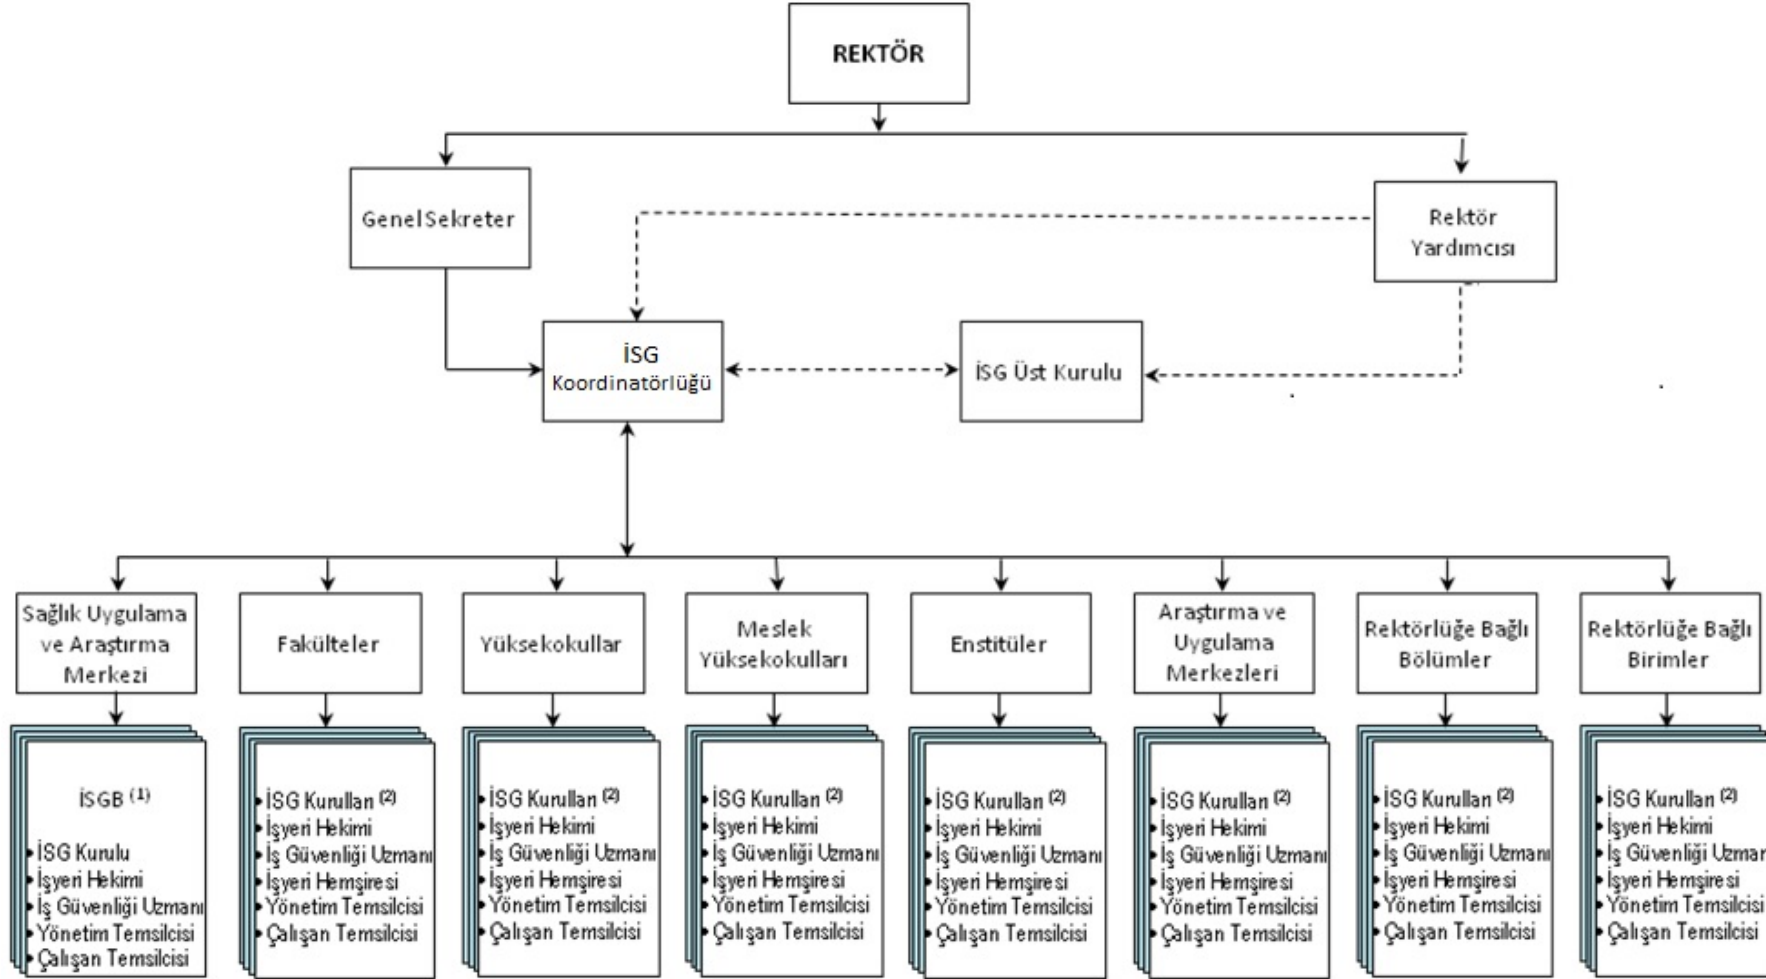 REKTÖR
Genel Sekreter
Rektör
Yardımcısı
İSG
Koordinatörlüğü
İSG Üst Kurulu
Sağlık Uygulama
ve Araştırma
Merkezi
Fakülteler
Yüksekokullar
Meslek
Yüksekokulları
Enstitüler
Araştırma ve
Uygulama
Merkezleri
Rektörlüğe Bağlı
Bölümler
Rektörlüğe Bağlı
Birimler
İSGB (1)
• İSG Kurulu
• İşyeri Hekimi
• İş Güvenliği Uzmanı
• Yönetim Temsilcisi
• Çalışan Temsilcisi
• İSG Kurulları (2)
• İşyeri Hekimi
• İş Güvenliği Uzmanı
• İşyeri Hemşiresi
• Yönetim Temsilcisi
• Çalışan Temsilcisi
• İSG Kurulları (2)
• İşyeri Hekimi
• İş Güvenliği Uzmanı
• İşyeri Hemşiresi
• Yönetim Temsilcisi
• Çalışan Temsilcisi
• İSG Kurulları (2)
• İşyeri Hekimi
• İş Güvenliği Uzmanı
• İşyeri Hemşiresi
• Yönetim Temsilcisi
• Çalışan Temsilcisi
• İSG Kurulları (2)
• İşyeri Hekimi
• İş Güvenliği Uzmanı
• İşyeri Hemşiresi
• Yönetim Temsilcisi
• Çalışan Temsilcisi
• İSG Kurulları (2)
• İşyeri Hekimi
• İş Güvenliği Uzmanı
• İşyeri Hemşiresi
• Yönetim Temsilcisi
• Çalışan Temsilcisi
• İSG Kurulları (2)
• İşyeri Hekimi
• İş Güvenliği Uzmanı
• İşyeri Hemşiresi
• Yönetim Temsilcisi
• Çalışan Temsilcisi
• İSG Kurulları (2)
• İşyeri Hekimi
• İş Güvenliği Uzman
• İşyeri Hemşiresi
• Yönetim Temsilcisi
• Çalışan Temsilcisi